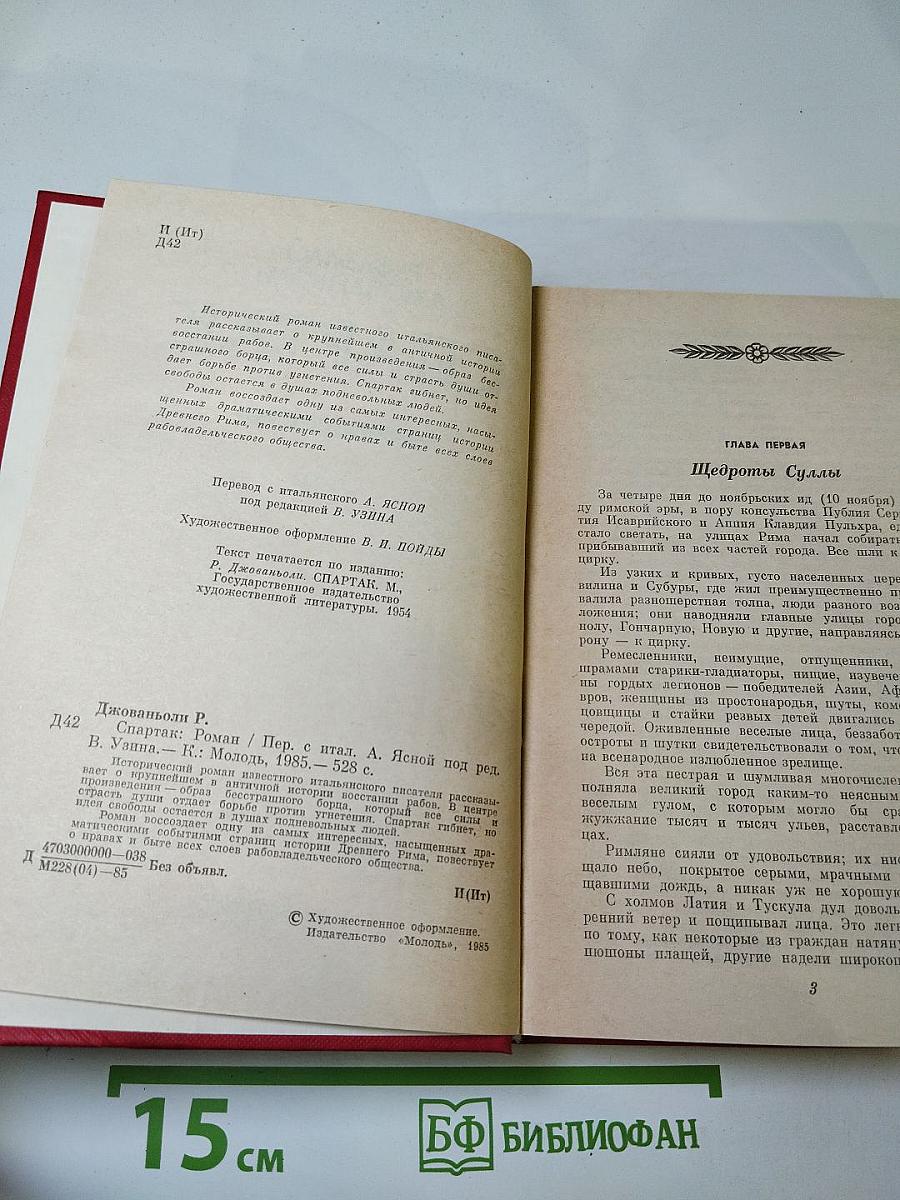 И (Ит)
Д42
Исторический роман известного итальянского писа-
теля рассказывает о крупнейшем в античной истории
восстании рабов. В центре произведения — образ бес-
страшного борца, который все силы и страсть души от-
дает борьбе против угнетения. Спартак гибнет, но идея
свободы остается в душах подневольных людей.
Роман воссоздает одну из самых интересных, насы-
щенных драматическими событиями страниц истории
Древнего Рима, повествует о нравах и быте всех слоев
рабовладельческого общества.
Перевод с итальянского А. ЯСНОЙ
под редакцией В. УЗИНА
Художественное оформление В. И. ПОЙДЫ
Текст печатается по изданию:
Р. Джованьоли. СПАРТАК. М.,
Государственное издательство
художественной литературы. 1954
Джованьоли Р.
Д42 Спартак: Роман / Пер. с итал. А. Ясной под ред.
В. Узина.— К.: Молодь, 1985.— 528 с.
Исторический роман известного итальянского писателя рассказы-
вает о крупнейшем в античной истории восстании рабов. В центре
произведения — образ бесстрашного борца, который все силы и
страсть души отдает борьбе против угнетения. Спартак гибнет, но
идея свободы остается в душах подневольных людей.
Роман воссоздает одну из самых интересных, насыщенных дра-
матическими событиями страниц истории Древнего Рима, повествует
о нравах и быте всех слоев рабовладельческого общества.
Д 4703000000—038
М228(04)—85 Без объявл.
И(Ит)
© Художественное оформление.
Издательство «Молодь», 1985
ГЛАВА ПЕРВАЯ
Щедроты Суллы
За четыре дня до ноябрьских ид (10 ноября)
ду римской эры, в пору консульства Публия Сер
тия Исаврийского и Аппия Клавдия Пульхра, ед
стало светать, на улицах Рима начал собират
прибывавший из всех частей города. Все шли к
цирку.
Из узких и кривых, густо населенных пере
вилина и Субуры, где жил преимущественно п
валила разношерстная толпа, люди разного воз
ложения; они наводняли главные улицы горо
полу, Гончарную, Новую и другие, направляяс
рону — к цирку.
Ремесленники, неимущие, отпущенники,
шрамами старики-гладиаторы, нищие, изувече
ны гордых легионов — победителей Азии, Аф
вров, женщины из простонародья, шуты, ком
цовщицы и стайки резвых детей двигались
чередой. Оживленные веселые лица, беззабот
остроты и шутки свидетельствовали о том, чт
на всенародное излюбленное зрелище.
Вся эта пестрая и шумливая многочисле
полняла великий город каким-то неясным
веселым гулом, с которым могло бы сра
жужжание тысяч и тысяч ульев, расставле
цах.
Римляне сияли от удовольствия; их нис
щало небо, покрытое серыми, мрачными
щавшими дождь, а никак уж не хорошую
С холмов Латия и Тускула дул доволь
ренний ветер и пощипывал лица. Это лег
по тому, как некоторые из граждан натяну
пюшоны плащей, другие надели широкоп
3
15 см
БФ БИБЛИОФАН